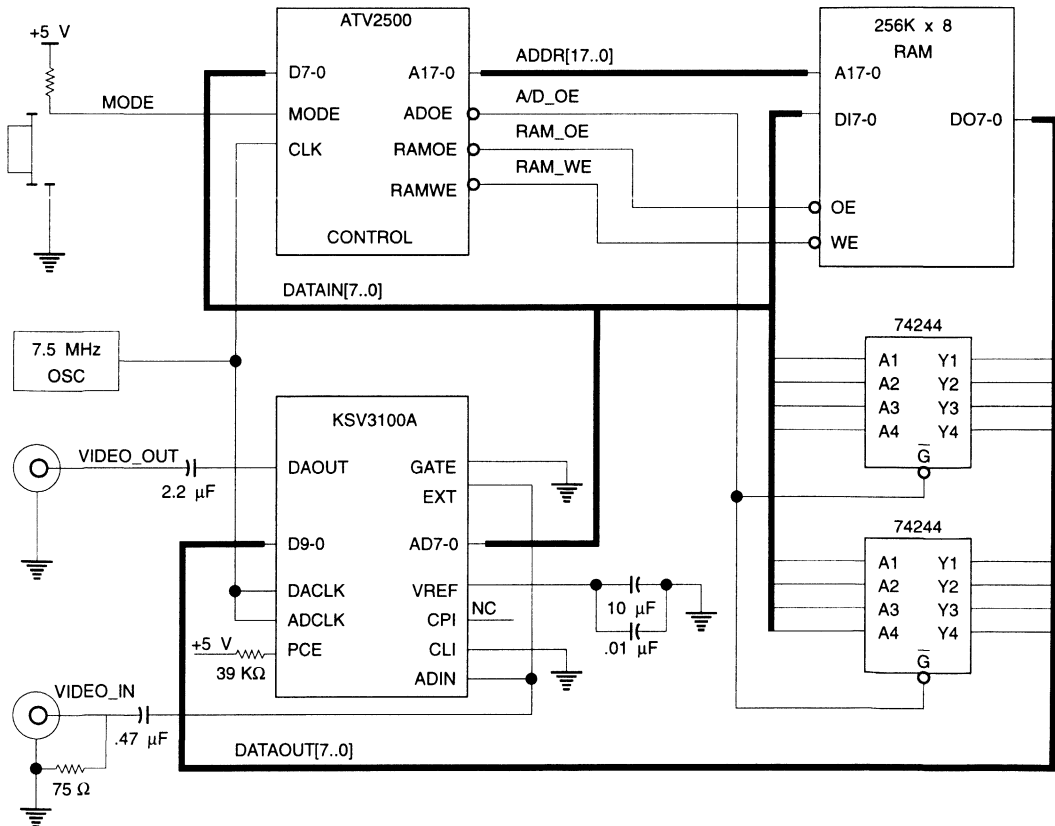 +5 V
MODE
ATV2500
D7-0
A17-0
MODE
ADOE
CLK
RAMOE
RAMWE
CONTROL
ADDR[17..0]
A/D_OE
RAM_OE
RAM_WE
256K x 8
RAM
A17-0
DI7-0
DO7-0
OE
WE
DATAIN[7..0]
7.5 MHz
OSC
VIDEO_OUT
2.2 µF
KSV3100A
DAOUT
GATE
EXT
D9-0
AD7-0
DACLK
VREF
ADCLK
CPI
NC
PCE
CLI
ADIN
+5 V
39 KΩ
10 µF
.01 µF
74244
A1 Y1
A2 Y2
A3 Y3
A4 Y4
G
74244
A1 Y1
A2 Y2
A3 Y3
A4 Y4
G
VIDEO_IN
.47 µF
75 Ω
DATAOUT[7..0]